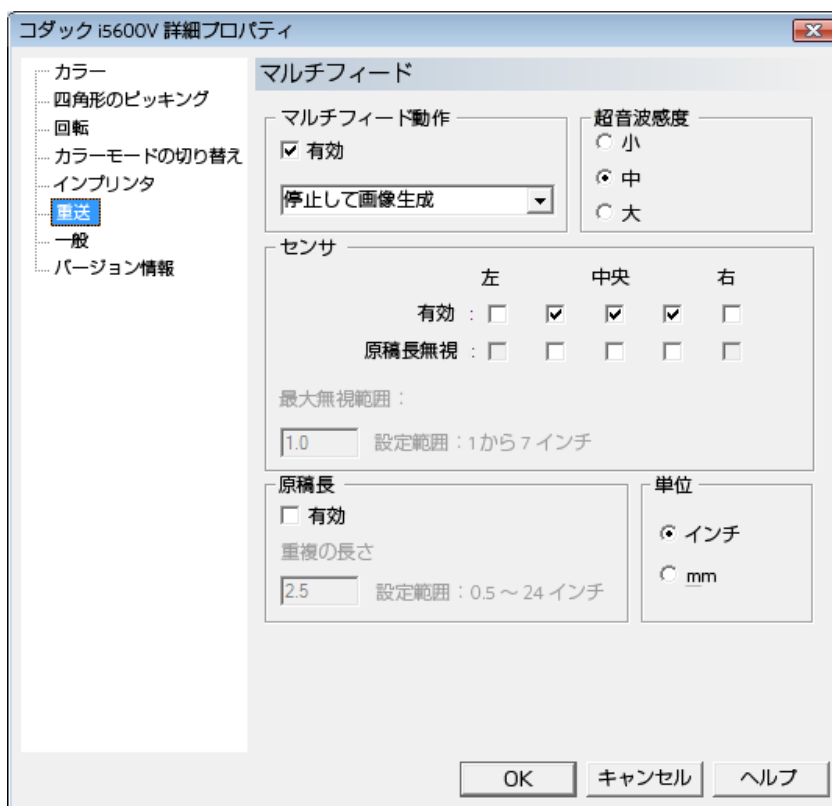 コダック i5600V 詳細プロパティ
カラー
四角形のピッキング
回転
カラーモードの切り替え
インプリンタ
重送
一般
バージョン情報
マルチフィード
マルチフィード動作
有効
停止して画像生成
超音波感度
小
中
大
センサ
左 中央 右
有効 :
原稿長無視 :
最大無視範囲:
1.0 設定範囲:1から 7 インチ
原稿長
有効
重複の長さ
2.5 設定範囲:0.5 ~ 24 インチ
単位
インチ
mm
OK キャンセル ヘルプ